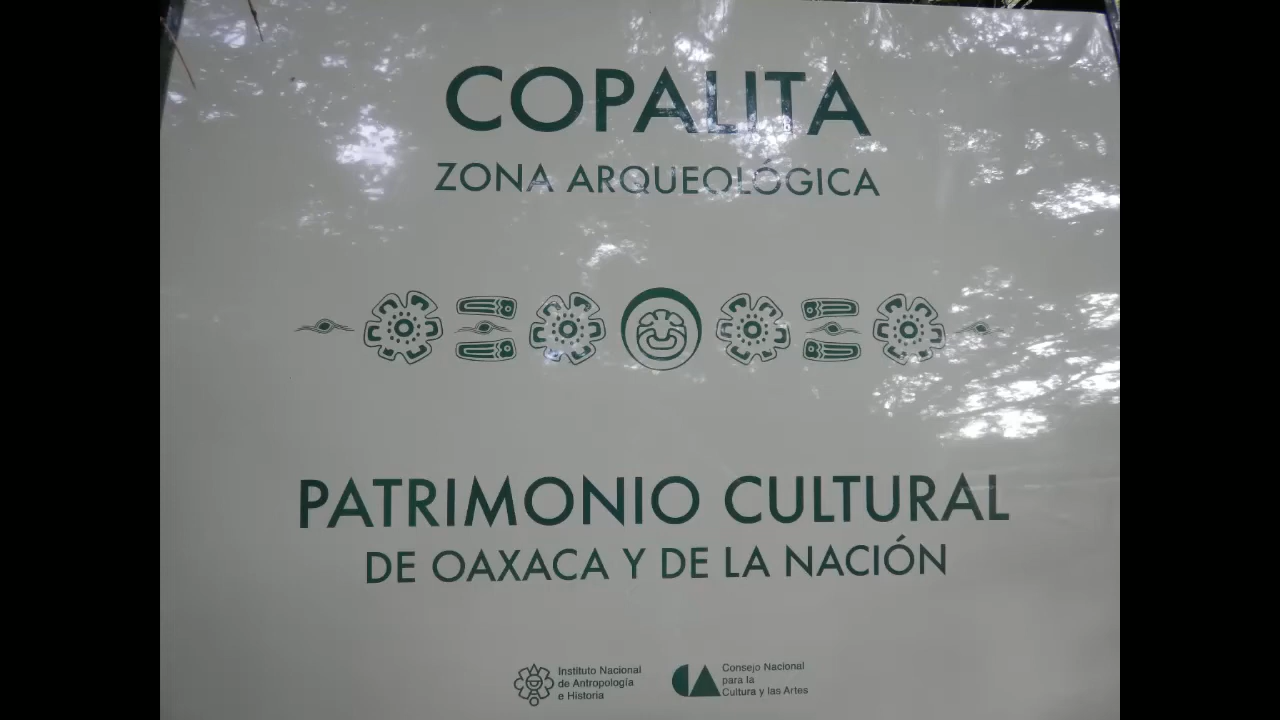 COPALITA
ZONA ARQUEOLÓGICA
PATRIMONIO CULTURAL
DE OAXACA Y DE LA NACIÓN
Instituto Nacional
de Antropología
e Historia
Consejo Nacional
para la
Cultura y las Artes